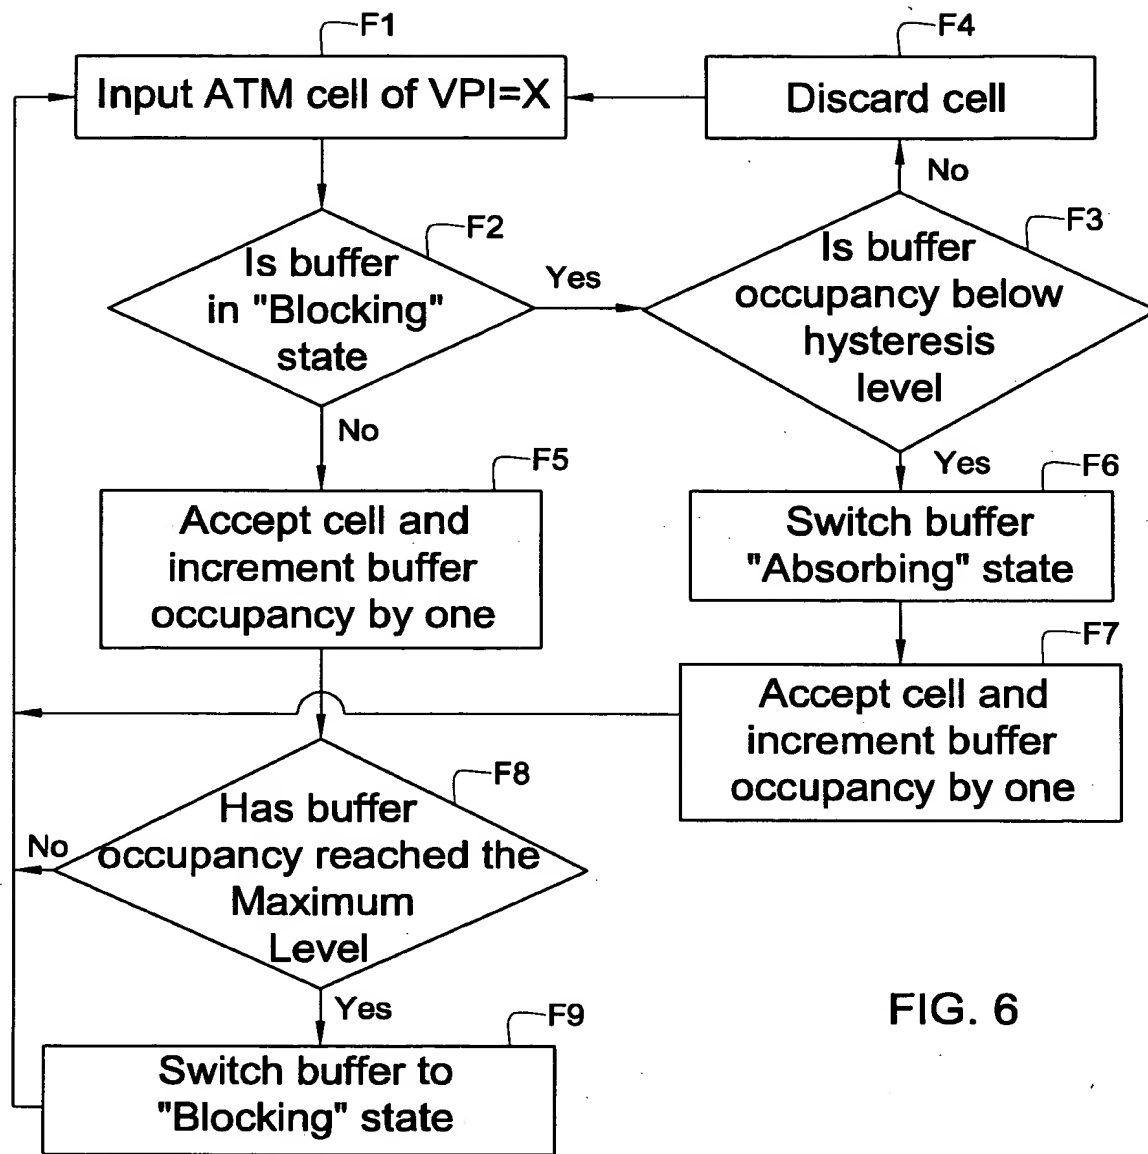 F1
Input ATM cell of VPI=X
F4
Discard cell
No
F2
Is buffer
in "Blocking"
state
Yes
F3
Is buffer
occupancy below
hysteresis
level
No
Yes
F5
Accept cell and
increment buffer
occupancy by one
F6
Switch buffer
"Absorbing" state
F7
Accept cell and
increment buffer
occupancy by one
F8
Has buffer
occupancy reached the
Maximum
Level
No
Yes
F9
Switch buffer to
"Blocking" state
FIG. 6